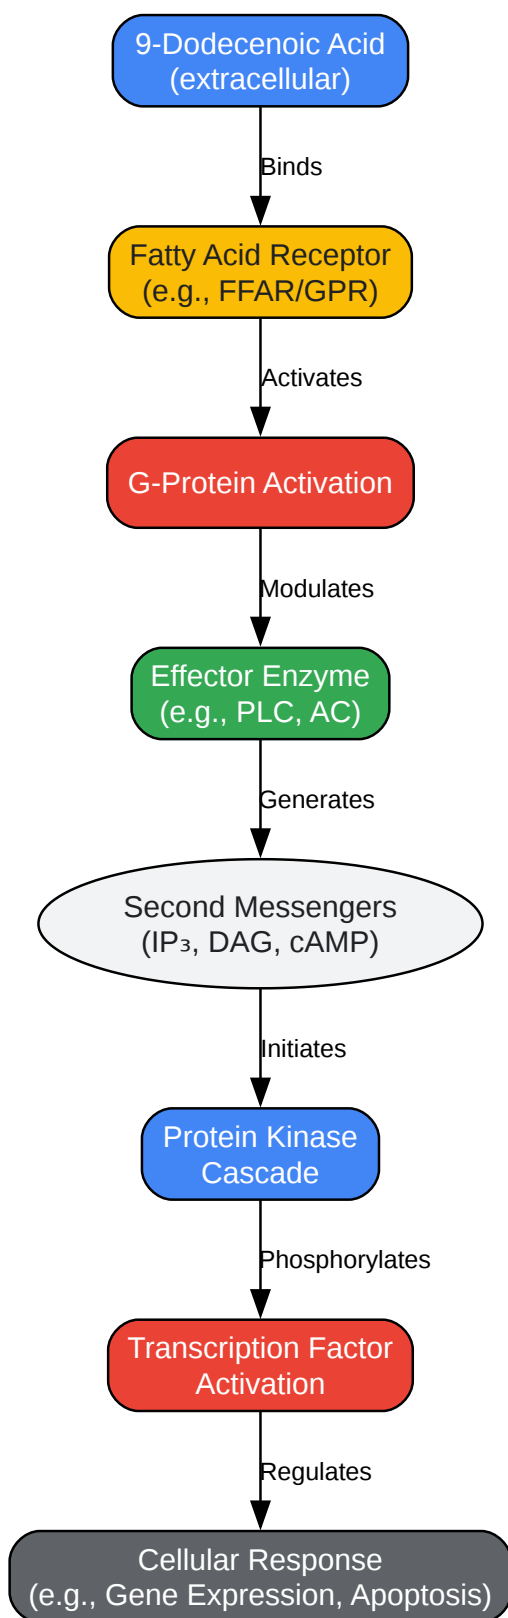 9-Dodecenoic Acid
(extracellular)
Binds
Fatty Acid Receptor
(e.g., FFAR/GPR)
Activates
G-Protein Activation
Modulates
Effector Enzyme
(e.g., PLC, AC)
Generates
Second Messengers
(IP₃, DAG, cAMP)
Initiates
Protein Kinase
Cascade
Phosphorylates
Transcription Factor
Activation
Regulates
Cellular Response
(e.g., Gene Expression, Apoptosis)